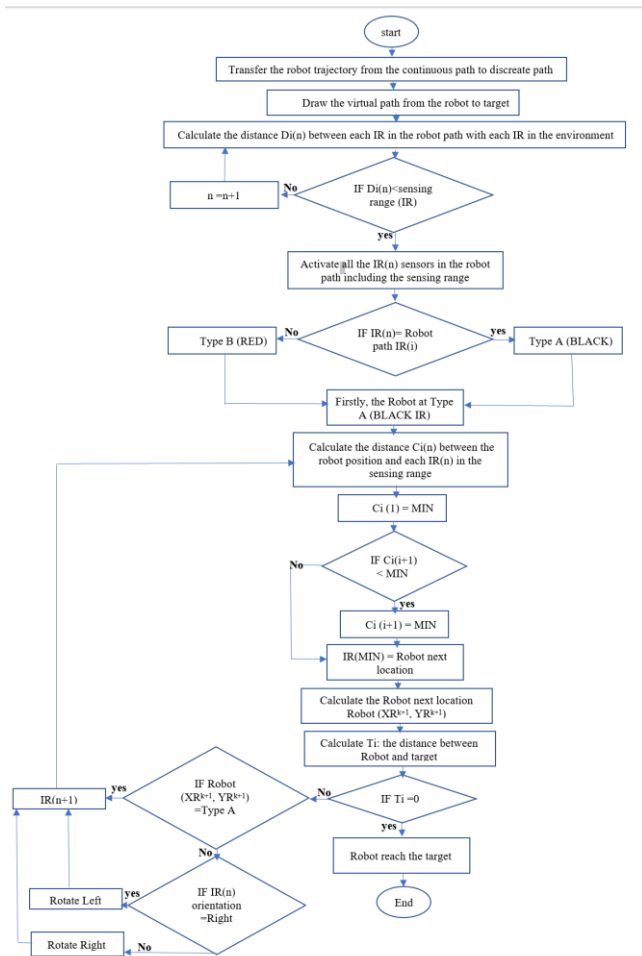 start
Transfer the robot trajectory from the continuous path to discreate path
Draw the virtual path from the robot to target
Calculate the distance Di(n) between each IR in the robot path with each IR in the environment
n =n+1
No
IF Di(n)<sensing
range (IR)
yes
Activate all the IR(n) sensors in the robot
path including the sensing range
Type B (RED)
No
IF IR(n)= Robot
path IR(i)
yes
Type A (BLACK)
Firstly, the Robot at Type
A (BLACK IR)
Calculate the distance Ci(n) between the
robot position and each IR(n) in the
sensing range
Ci (1) = MIN
No
IF Ci(i+1)
< MIN
yes
Ci (i+1) = MIN
IR(MIN) = Robot next
location
Calculate the Robot next location
Robot (XRᵏ⁺¹, YRᵏ⁺¹)
Calculate Ti: the distance between
Robot and target
IR(n+1)
yes
IF Robot
(XRᵏ⁺¹, YRᵏ⁺¹)
=Type A
No
IF Ti =0
yes
No
Robot reach the target
Rotate Left
yes
IF IR(n)
orientation
=Right
End
Rotate Right
No